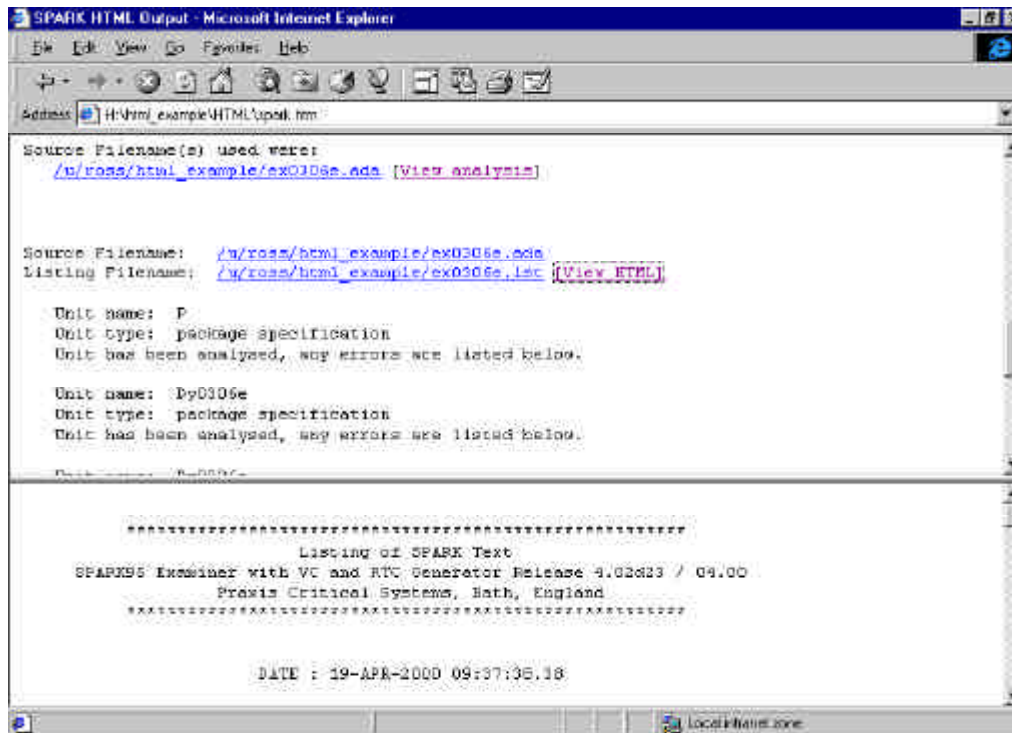 SPARK HTML Output - Microsoft Internet Explorer
File Edit View Go Favorites Help
Address H:\html_example\HTML\spark.htm
Source Filename(s) used were:
/u/ross/html_example/ex0306e.ada [View analysis]
Source Filename: /u/ross/html_example/ex0306e.ada
Listing Filename: /u/ross/html_example/ex0306e.lst [View HTML]
Unit name: P
Unit type: package specification
Unit has been analysed, any errors are listed below.
Unit name: Dy0306e
Unit type: package specification
Unit has been analysed, any errors are listed below.
Unit name:
*******************************************************
Listing of SPARK Text
SPARK95 Examiner with VC and RTC Generator Release 4.02d23 / 04.00
Praxis Critical Systems, Bath, England
*******************************************************
DATE : 19-APR-2000 09:37:36.38
Local intranet zone